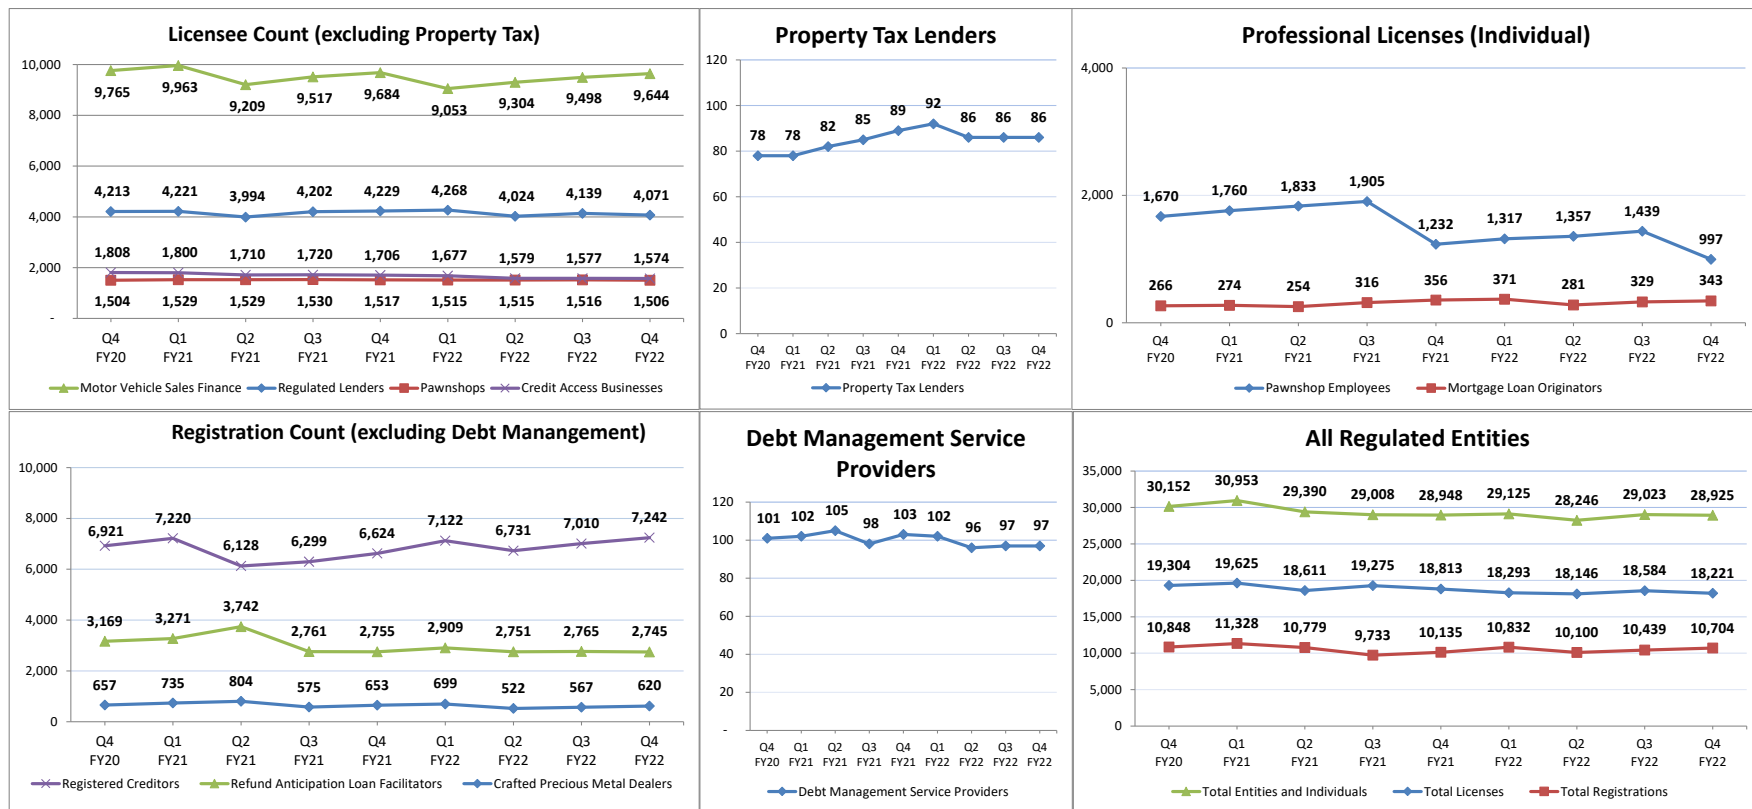 Licensee Count (excluding Property Tax)
10,000
8,000
6,000
4,000
2,000
-
9,765 9,963 9,209 9,517 9,684 9,053 9,304 9,498 9,644
4,213 4,221 3,994 4,202 4,229 4,268 4,024 4,139 4,071
1,808 1,800 1,710 1,720 1,706 1,677 1,579 1,577 1,574
1,504 1,529 1,529 1,530 1,517 1,515 1,515 1,516 1,506
Q4 Q1 Q2 Q3 Q4 Q1 Q2 Q3 Q4
FY20 FY21 FY21 FY21 FY21 FY22 FY22 FY22 FY22
Motor Vehicle Sales Finance Regulated Lenders Pawnshops Credit Access Businesses
Property Tax Lenders
120
100
80
60
40
20
0
78 78 82 85 89 92 86 86 86
Q4 Q1 Q2 Q3 Q4 Q1 Q2 Q3 Q4
FY20 FY21 FY21 FY21 FY21 FY22 FY22 FY22 FY22
Property Tax Lenders
Professional Licenses (Individual)
4,000
2,000
0
1,670 1,760 1,833 1,905 1,232 1,317 1,357 1,439 997
266 274 254 316 356 371 281 329 343
Q4 Q1 Q2 Q3 Q4 Q1 Q2 Q3 Q4
FY20 FY21 FY21 FY21 FY21 FY22 FY22 FY22 FY22
Pawnshop Employees Mortgage Loan Originators
Registration Count (excluding Debt Manangement)
10,000
8,000
6,000
4,000
2,000
0
6,921 7,220 6,128 6,299 6,624 7,122 6,731 7,010 7,242
3,169 3,271 3,742 2,761 2,755 2,909 2,751 2,765 2,745
657 735 804 575 653 699 522 567 620
Q4 Q1 Q2 Q3 Q4 Q1 Q2 Q3 Q4
FY20 FY21 FY21 FY21 FY21 FY22 FY22 FY22 FY22
Registered Creditors Refund Anticipation Loan Facilitators Crafted Precious Metal Dealers
Debt Management Service
Providers
120
100
80
60
40
20
-
101 102 105 98 103 102 96 97 97
Q4 Q1 Q2 Q3 Q4 Q1 Q2 Q3 Q4
FY20 FY21 FY21 FY21 FY21 FY22 FY22 FY22 FY22
Debt Management Service Providers
All Regulated Entities
35,000
30,000
25,000
20,000
15,000
10,000
5,000
0
30,152 30,953 29,390 29,008 28,948 29,125 28,246 29,023 28,925
19,304 19,625 18,611 19,275 18,813 18,293 18,146 18,584 18,221
10,848 11,328 10,779 9,733 10,135 10,832 10,100 10,439 10,704
Q4 Q1 Q2 Q3 Q4 Q1 Q2 Q3 Q4
FY20 FY21 FY21 FY21 FY21 FY22 FY22 FY22 FY22
Total Entities and Individuals Total Licenses Total Registrations